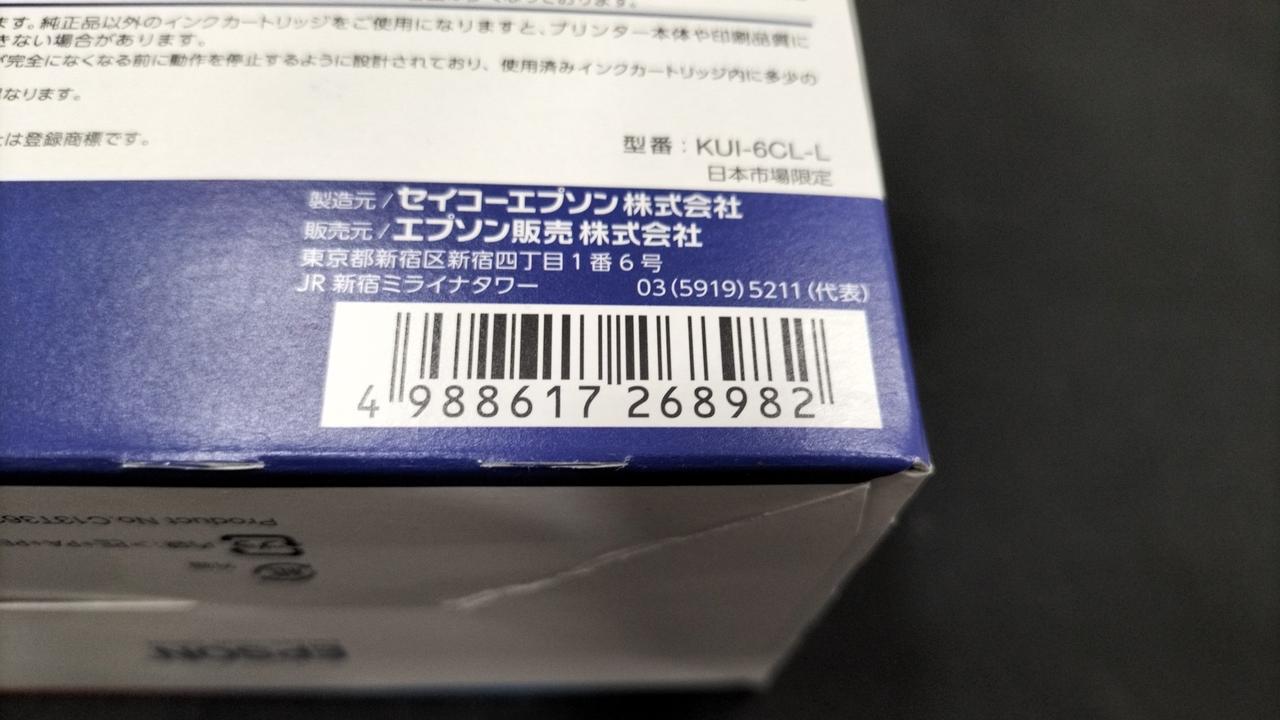 ます。純正品以外のインクカートリッジをご使用になりますと、プリンター本体や印刷品質に
きない場合があります。
が完全になくなる前に動作を停止するように設計されており、使用済みインクカートリッジ内に多少の
なります。
は登録商標です。
型番：KUI-6CL-L
日本市場限定
製造元/セイコーエプソン株式会社
販売元/エプソン販売株式会社
東京都新宿区新宿四丁目1番6号
JR新宿ミライナタワー 03(5919)5211(代表)
4 988617 268982
Product No.C13T36
EPSON